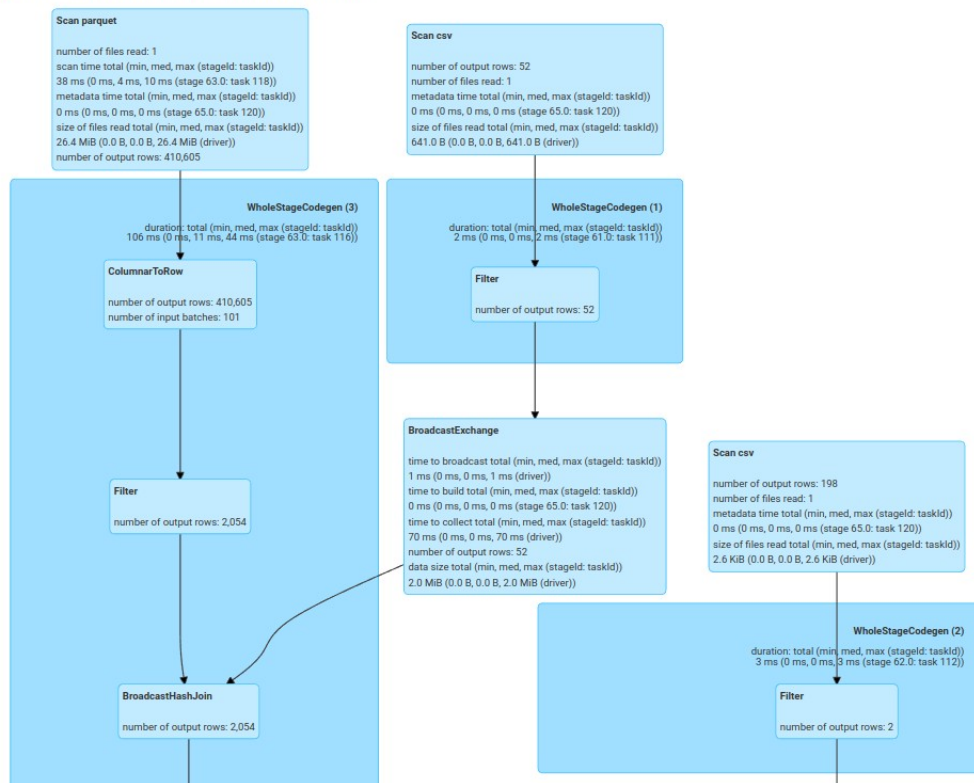 Scan parquet
number of files read: 1
scan time total (min, med, max (stageId: taskId))
38 ms (0 ms, 4 ms, 10 ms (stage 63.0: task 118))
metadata time total (min, med, max (stageId: taskId))
0 ms (0 ms, 0 ms, 0 ms (stage 65.0: task 120))
size of files read total (min, med, max (stageId: taskId))
26.4 MiB (0.0 B, 0.0 B, 26.4 MiB (driver))
number of output rows: 410,605
Scan csv
number of output rows: 52
number of files read: 1
metadata time total (min, med, max (stageId: taskId))
0 ms (0 ms, 0 ms, 0 ms (stage 65.0: task 120))
size of files read total (min, med, max (stageId: taskId))
641.0 B (0.0 B, 0.0 B, 641.0 B (driver))
WholeStageCodegen (3)
duration: total (min, med, max (stageId: taskId))
106 ms (0 ms, 11 ms, 44 ms (stage 63.0: task 116))
WholeStageCodegen (1)
duration: total (min, med, max (stageId: taskId))
2 ms (0 ms, 0 ms, 2 ms (stage 61.0: task 111))
ColumnarToRow
number of output rows: 410,605
number of input batches: 101
Filter
number of output rows: 52
BroadcastExchange
time to broadcast total (min, med, max (stageId: taskId))
1 ms (0 ms, 0 ms, 1 ms (driver))
time to build total (min, med, max (stageId: taskId))
0 ms (0 ms, 0 ms, 0 ms (stage 65.0: task 120))
time to collect total (min, med, max (stageId: taskId))
70 ms (0 ms, 0 ms, 70 ms (driver))
number of output rows: 52
data size total (min, med, max (stageId: taskId))
2.0 MiB (0.0 B, 0.0 B, 2.0 MiB (driver))
Scan csv
number of output rows: 198
number of files read: 1
metadata time total (min, med, max (stageId: taskId))
0 ms (0 ms, 0 ms, 0 ms (stage 65.0: task 120))
size of files read total (min, med, max (stageId: taskId))
2.6 KiB (0.0 B, 0.0 B, 2.6 KiB (driver))
Filter
number of output rows: 2,054
WholeStageCodegen (2)
duration: total (min, med, max (stageId: taskId))
3 ms (0 ms, 0 ms, 3 ms (stage 62.0: task 112))
BroadcastHashJoin
number of output rows: 2,054
Filter
number of output rows: 2